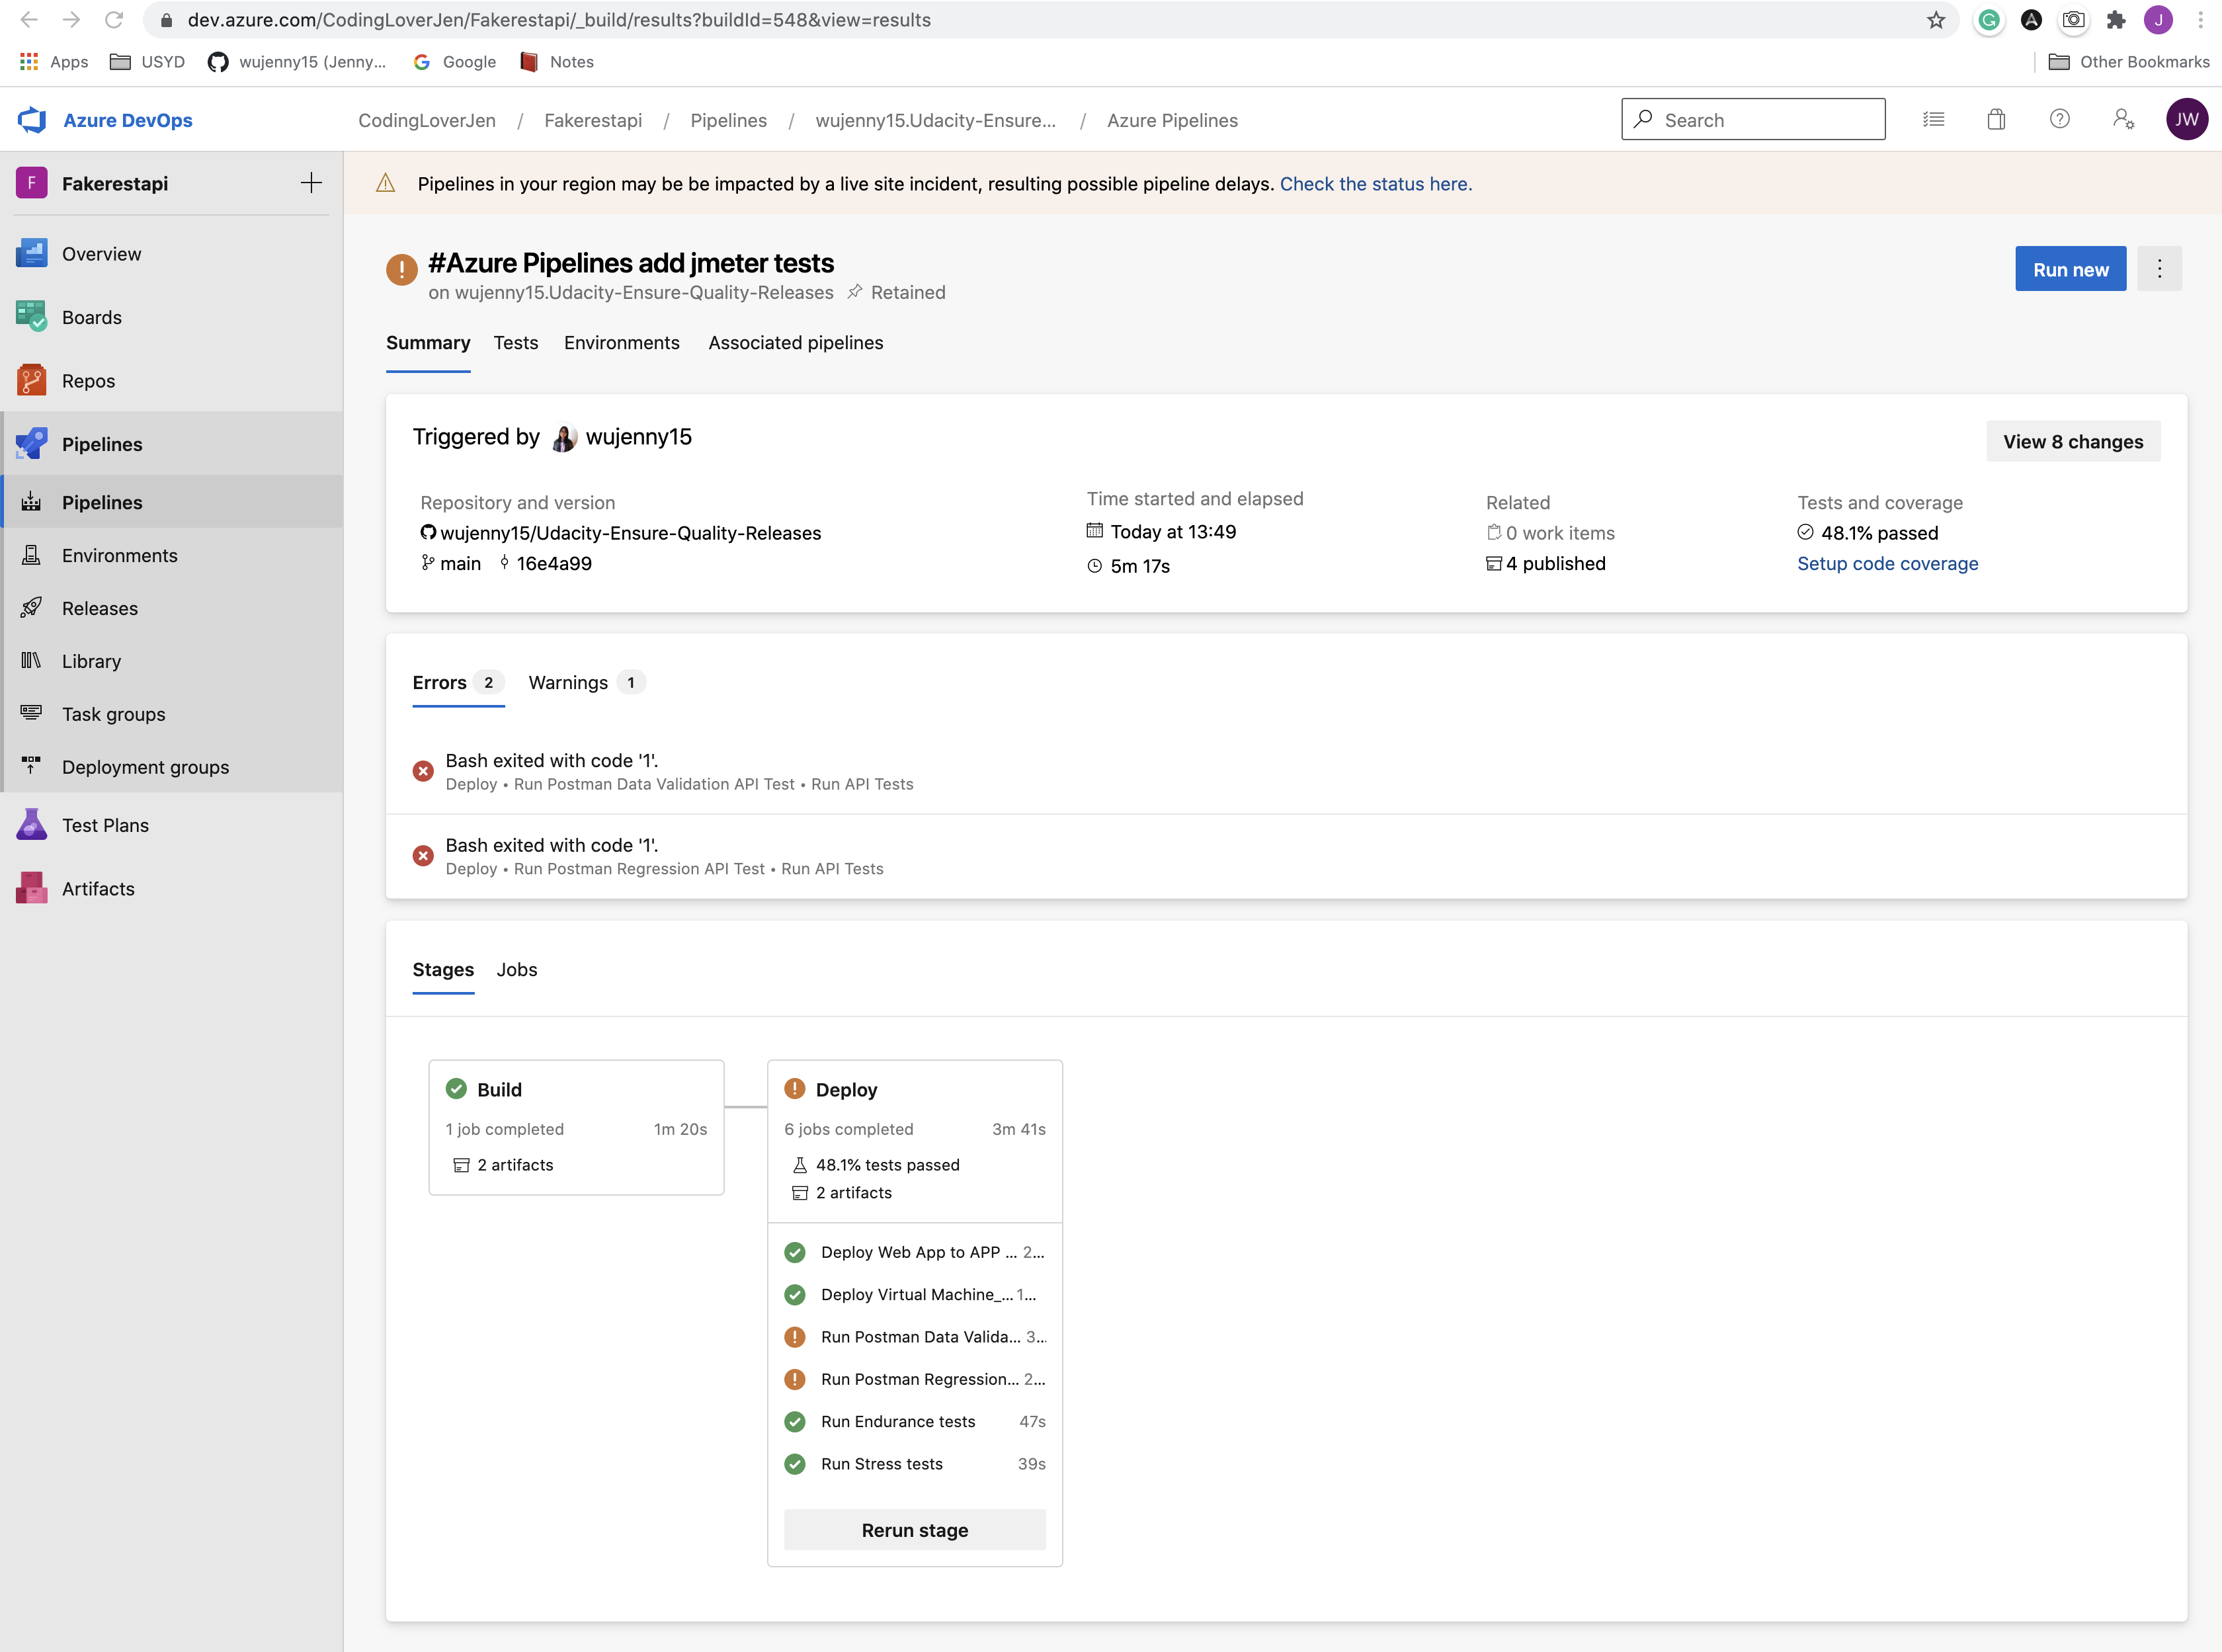 dev.azure.com/CodingLoverJen/Fakerestapi/_build/results?buildId=548&view=results
G A J
Apps USYD wujenny15 (Jenny... Google Notes Other Bookmarks
Azure DevOps CodingLoverJen / Fakerestapi / Pipelines / wujenny15.Udacity-Ensure... / Azure Pipelines Search JW
F Fakerestapi
Pipelines in your region may be be impacted by a live site incident, resulting possible pipeline delays. Check the status here.
Overview
Boards
Repos
Pipelines
Pipelines
Environments
Releases
Library
Task groups
Deployment groups
Test Plans
Artifacts
#Azure Pipelines add jmeter tests
on wujenny15.Udacity-Ensure-Quality-Releases Retained
Run new
Summary Tests Environments Associated pipelines
Triggered by wujenny15
View 8 changes
Repository and version
wujenny15/Udacity-Ensure-Quality-Releases
main 16e4a99
Time started and elapsed
Today at 13:49
5m 17s
Related
0 work items
4 published
Tests and coverage
48.1% passed
Setup code coverage
Errors 2 Warnings 1
Bash exited with code '1'.
Deploy • Run Postman Data Validation API Test • Run API Tests
Bash exited with code '1'.
Deploy • Run Postman Regression API Test • Run API Tests
Stages Jobs
Build
1 job completed 1m 20s
2 artifacts
Deploy
6 jobs completed 3m 41s
48.1% tests passed
2 artifacts
Deploy Web App to APP ... 2...
Deploy Virtual Machine_... 1...
Run Postman Data Valida... 3...
Run Postman Regression... 2...
Run Endurance tests 47s
Run Stress tests 39s
Rerun stage